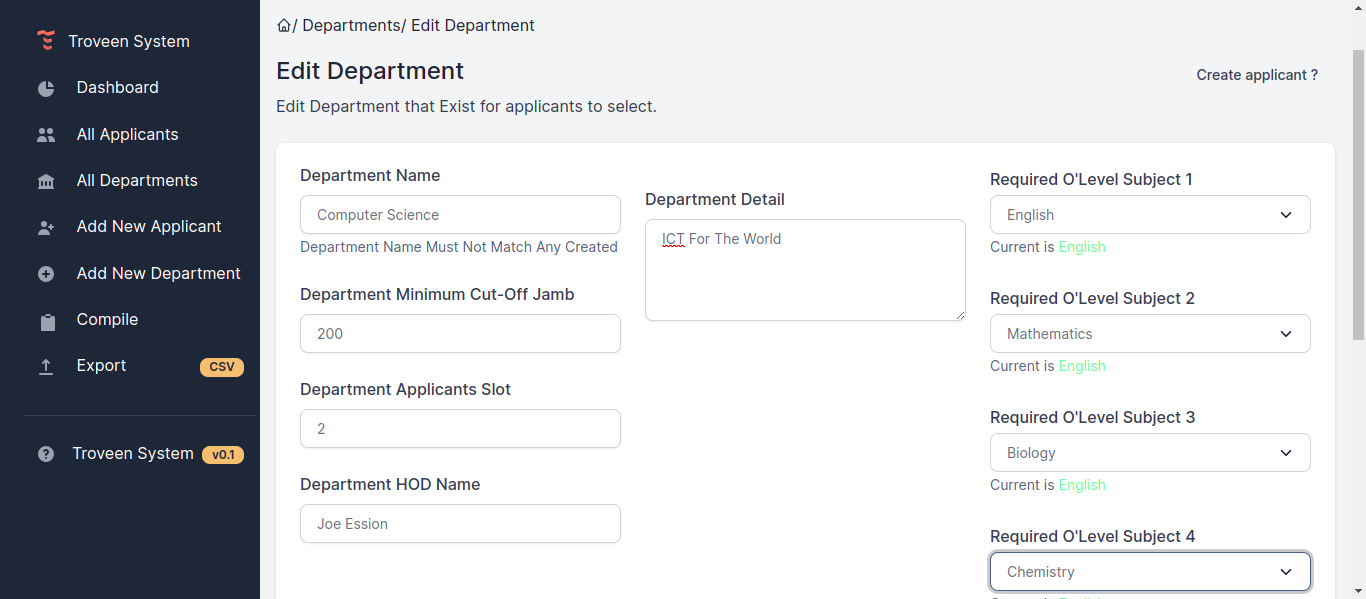 Troveen System
Dashboard
All Applicants
All Departments
Add New Applicant
Add New Department
Compile
Export CSV
Troveen System v0.1
/ Departments/ Edit Department
Edit Department
Create applicant ?
Edit Department that Exist for applicants to select.
Department Name
Computer Science
Department Name Must Not Match Any Created
Department Minimum Cut-Off Jamb
200
Department Applicants Slot
2
Department HOD Name
Joe Ession
Department Detail
ICT For The World
Required O'Level Subject 1
English
Current is English
Required O'Level Subject 2
Mathematics
Current is English
Required O'Level Subject 3
Biology
Current is English
Required O'Level Subject 4
Chemistry